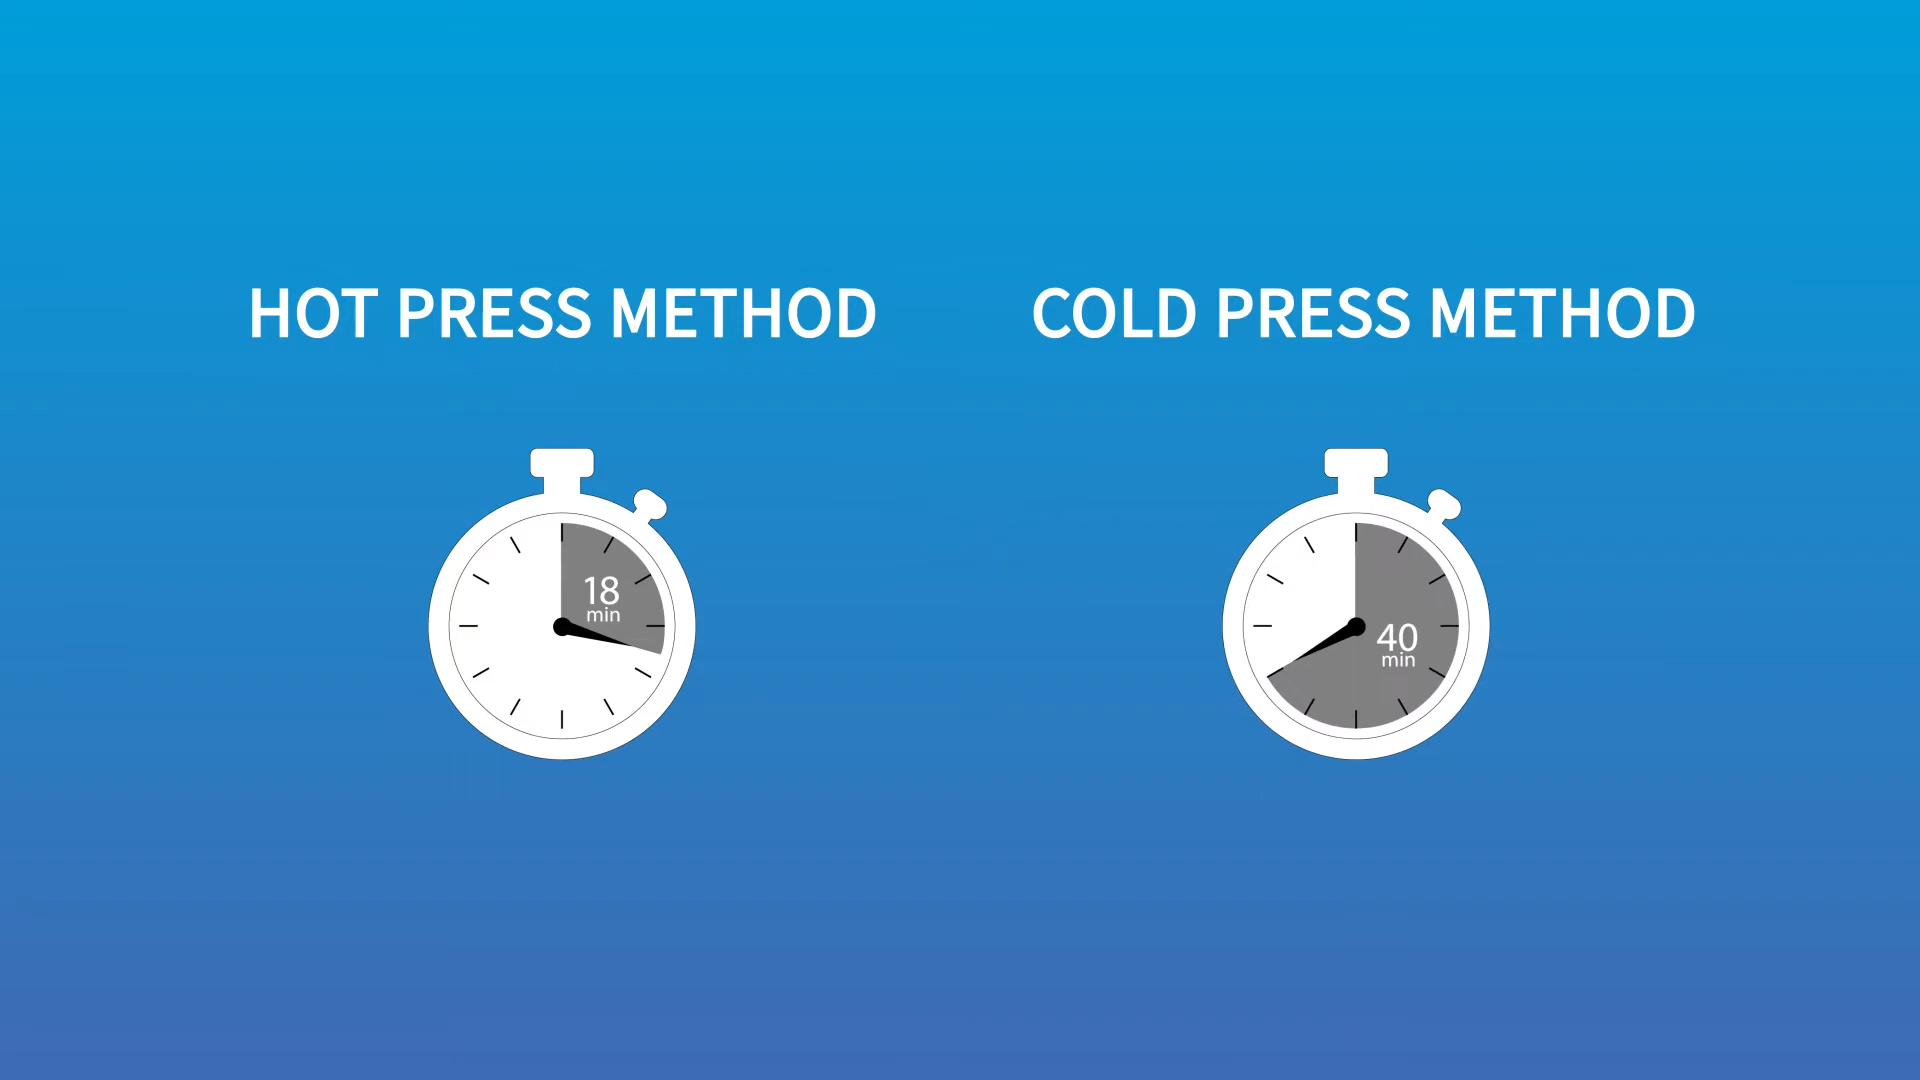 HOT PRESS METHOD
COLD PRESS METHOD
18
min
40
min